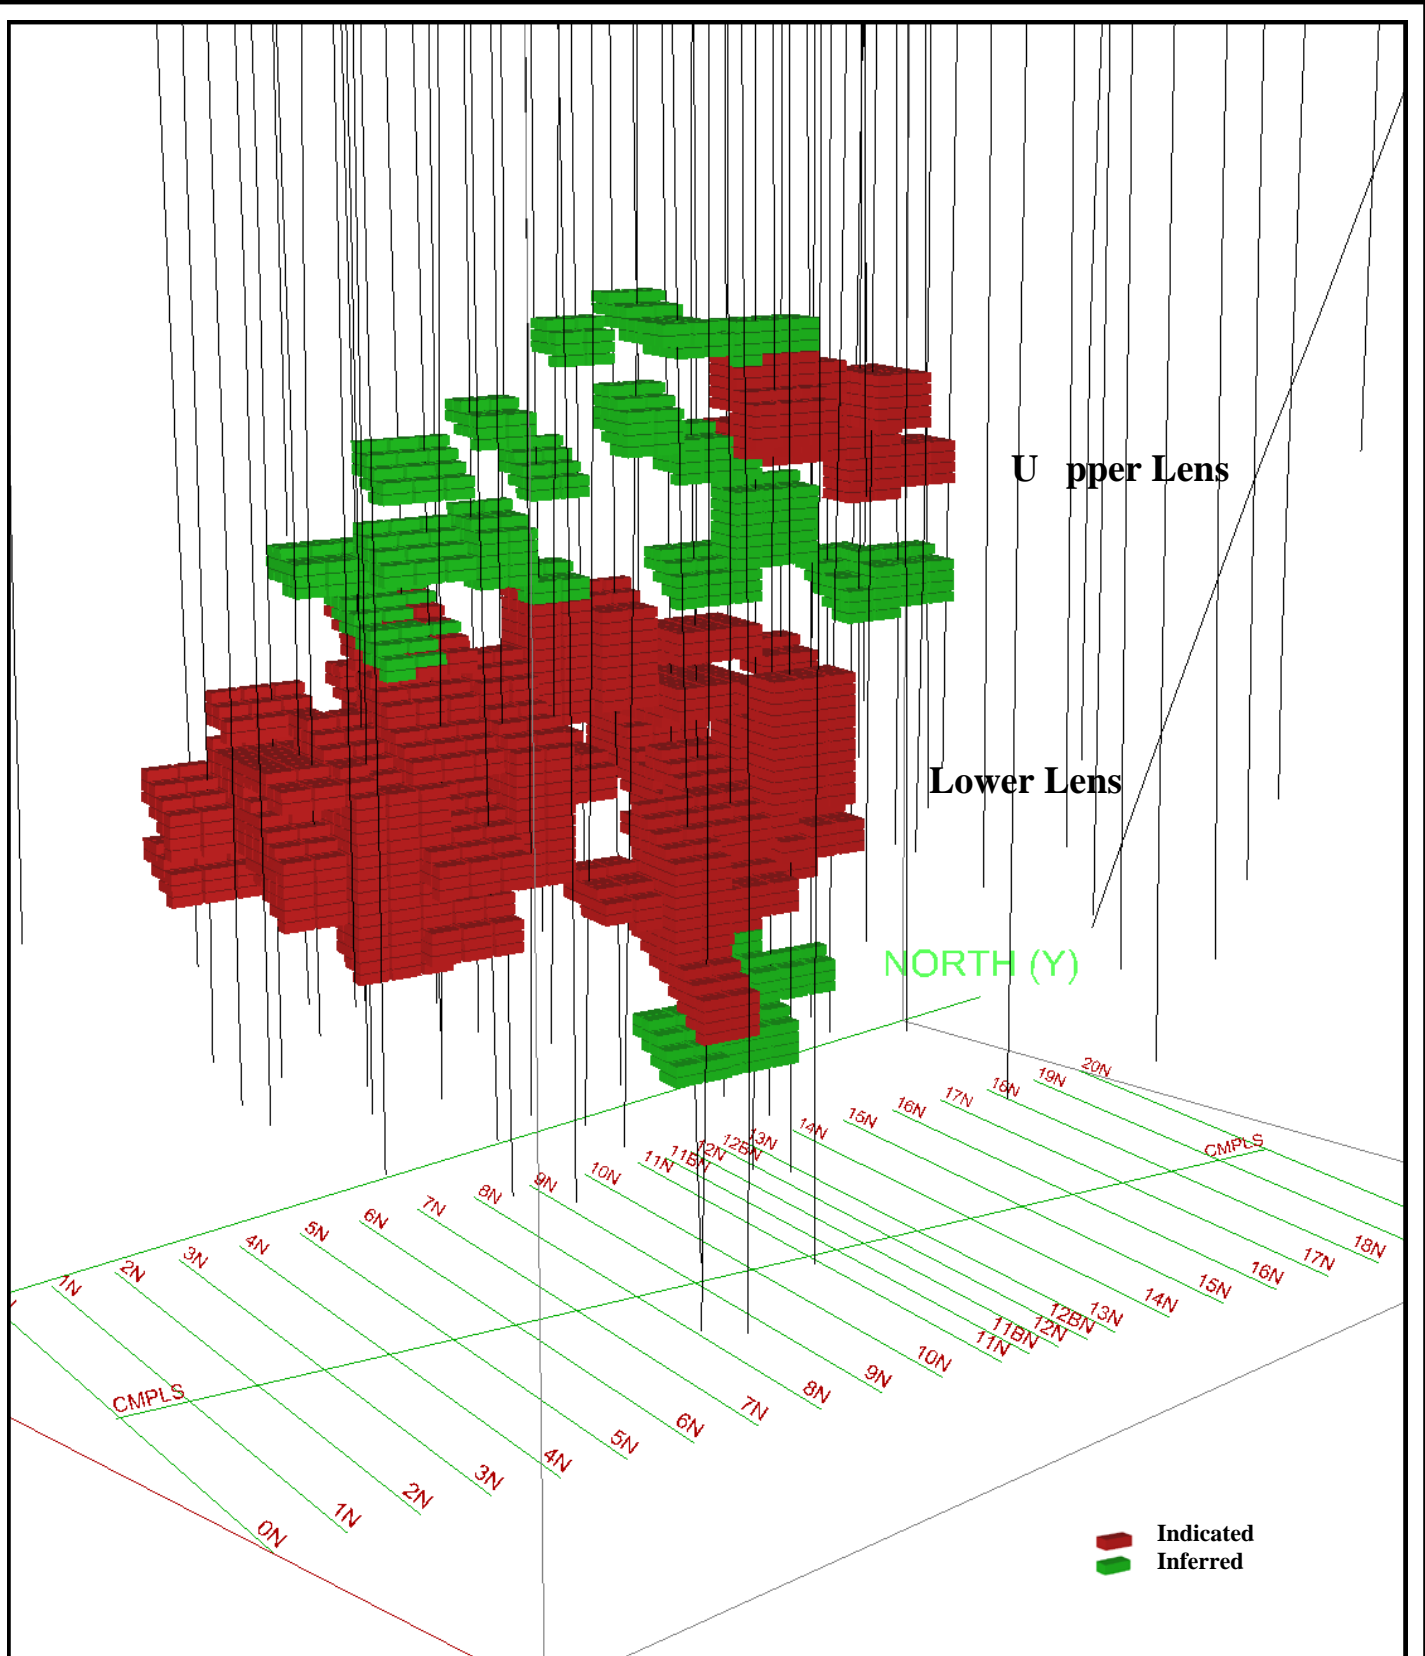 U pper Lens
Lower Lens
NORTH (Y)
20N
19N
18N
17N
16N
15N
14N
13N
12BN
12N
11BN
11N
10N
9N
8N
7N
6N
5N
4N
3N
2N
1N
CMPLS
CMPLS
18N
17N
16N
15N
14N
13N
12BN
12N
11BN
11N
10N
9N
8N
7N
6N
5N
4N
3N
2N
1N
0N
Indicated
Inferred